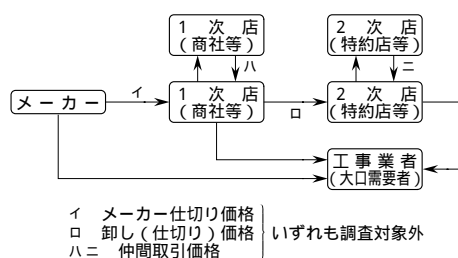 1 次 店
(商社等)
2 次 店
(特約店等)
ハ
ニ
メーカー
イ
1 次 店
(商社等)
ロ
2 次 店
(特約店等)
工事業者
(大口需要者)
イ メーカー仕切り価格
ロ 卸し(仕切り)価格
ハニ 仲間取引価格
いずれも調査対象外